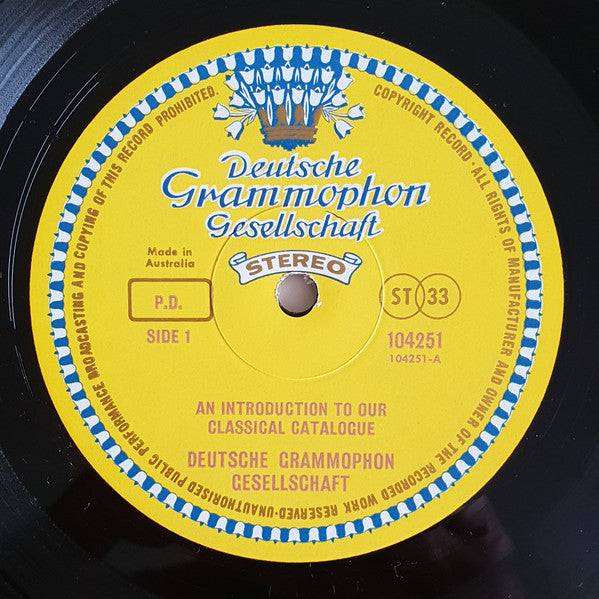 COPYRIGHT RECORD · ALL RIGHTS OF MANUFACTURER AND OWNER OF THE RECORDED WORK RESERVED·UNAUTHORISED PUBLIC PERFORMANCE BROADCASTING AND COPYING OF THIS RECORD PROHIBITED.
Deutsche
Grammophon
Gesellschaft
STEREO
Made in
Australia
P.D.
SIDE 1
ST 33
104251
104251-A
AN INTRODUCTION TO OUR
CLASSICAL CATALOGUE
DEUTSCHE GRAMMOPHON
GESELLSCHAFT